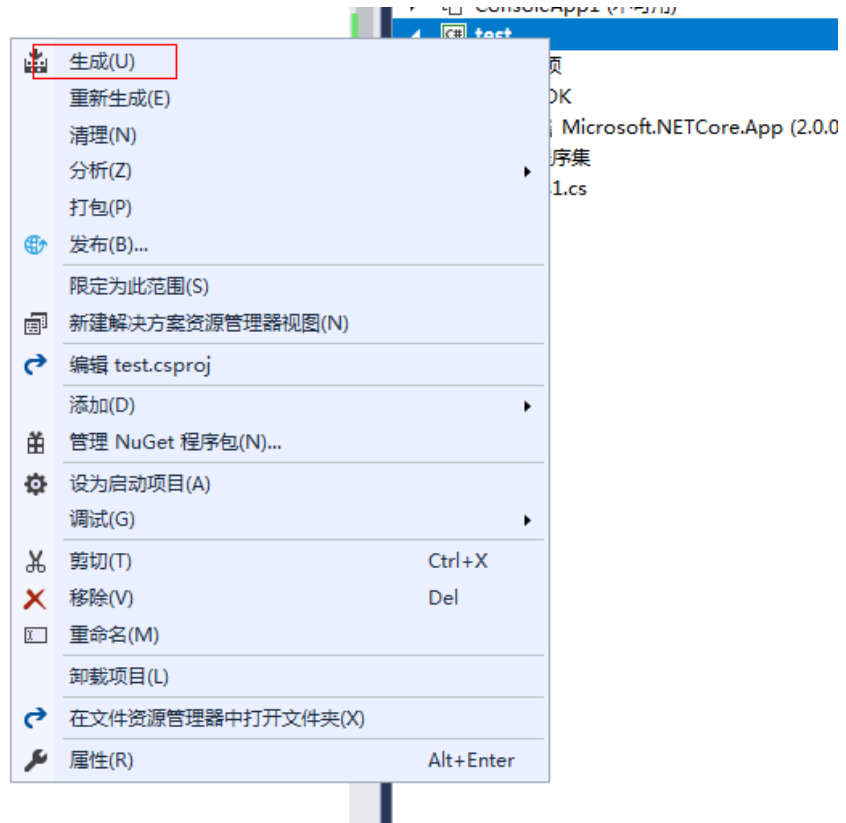 test
生成(U)
重新生成(E)
清理(N)
分析(Z)
打包(P)
发布(B)...
限定为此范围(S)
新建解决方案资源管理器视图(N)
编辑 test.csproj
添加(D)
管理 NuGet 程序包(N)...
设为启动项目(A)
调试(G)
剪切(T) Ctrl+X
移除(V) Del
重命名(M)
卸载项目(L)
在文件资源管理器中打开文件夹(X)
属性(R) Alt+Enter
项
DK
Microsoft.NETCore.App (2.0.0
序集
1.cs